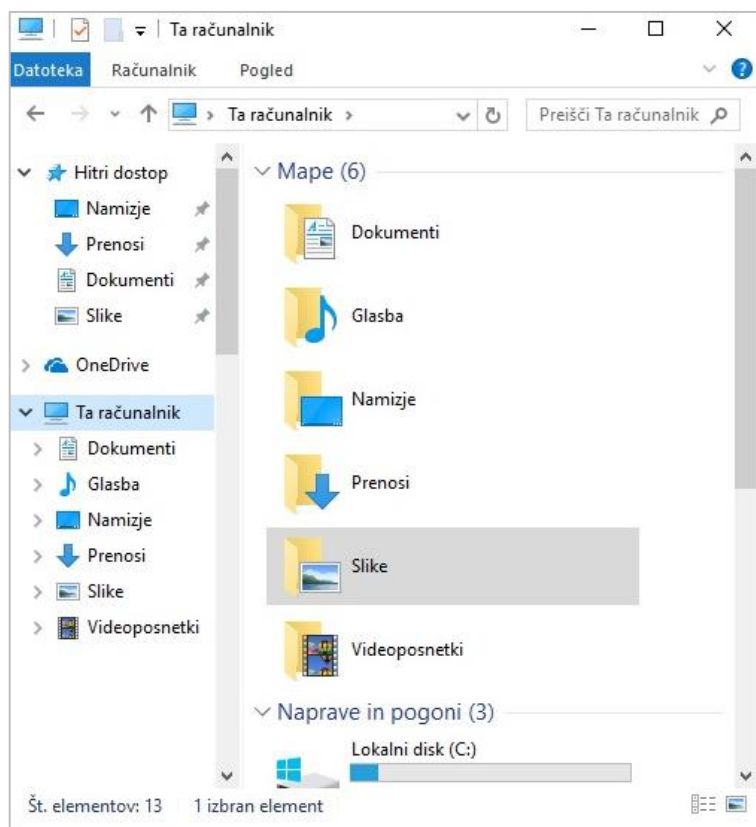 Ta računalnik
Datoteka Računalnik Pogled
Ta računalnik
Preišči Ta računalnik
Hitri dostop
Namizje
Prenosi
Dokumenti
Slike
OneDrive
Ta računalnik
Dokumenti
Glasba
Namizje
Prenosi
Slike
Videoposnetki
Mape (6)
Dokumenti
Glasba
Namizje
Prenosi
Slike
Videoposnetki
Naprave in pogoni (3)
Lokalni disk (C:)
Št. elementov: 13 1 izbran element